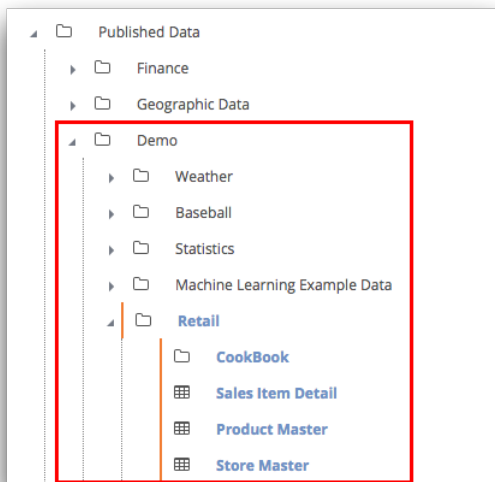 Published Data
Finance
Geographic Data
Demo
Weather
Baseball
Statistics
Machine Learning Example Data
Retail
CookBook
Sales Item Detail
Product Master
Store Master